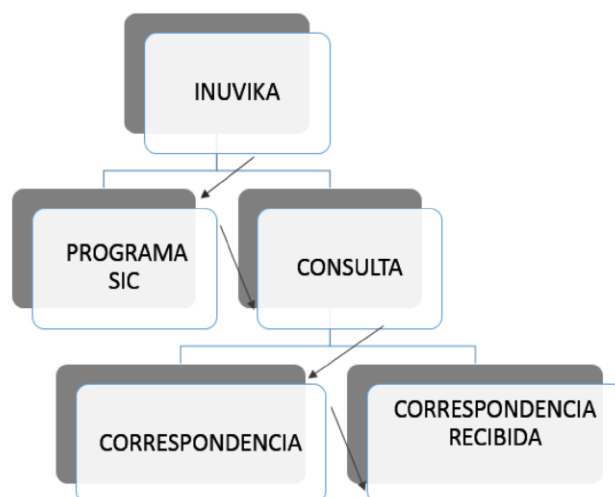 INUVIKA
PROGRAMA
SIC
CONSULTA
CORRESPONDENCIA
CORRESPONDENCIA
RECIBIDA